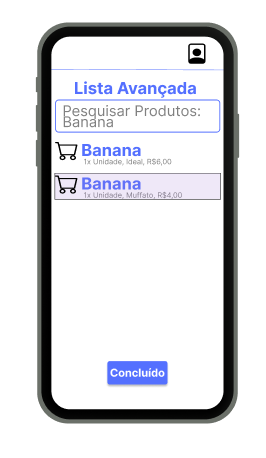 Lista Avançada
Pesquisar Produtos:
Banana
Banana
1x Unidade, Ideal, R$6,00
Banana
1x Unidade, Muffato, R$4,00
Concluído